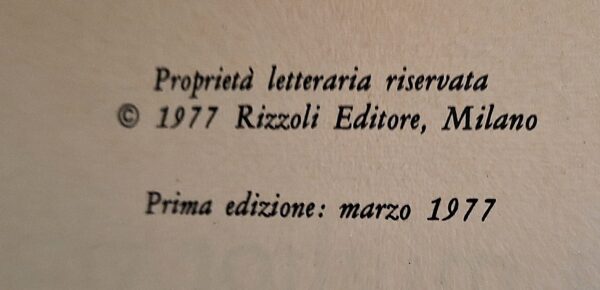 Proprietà letteraria riservata
© 1977 Rizzoli Editore, Milano
Prima edizione: marzo 1977